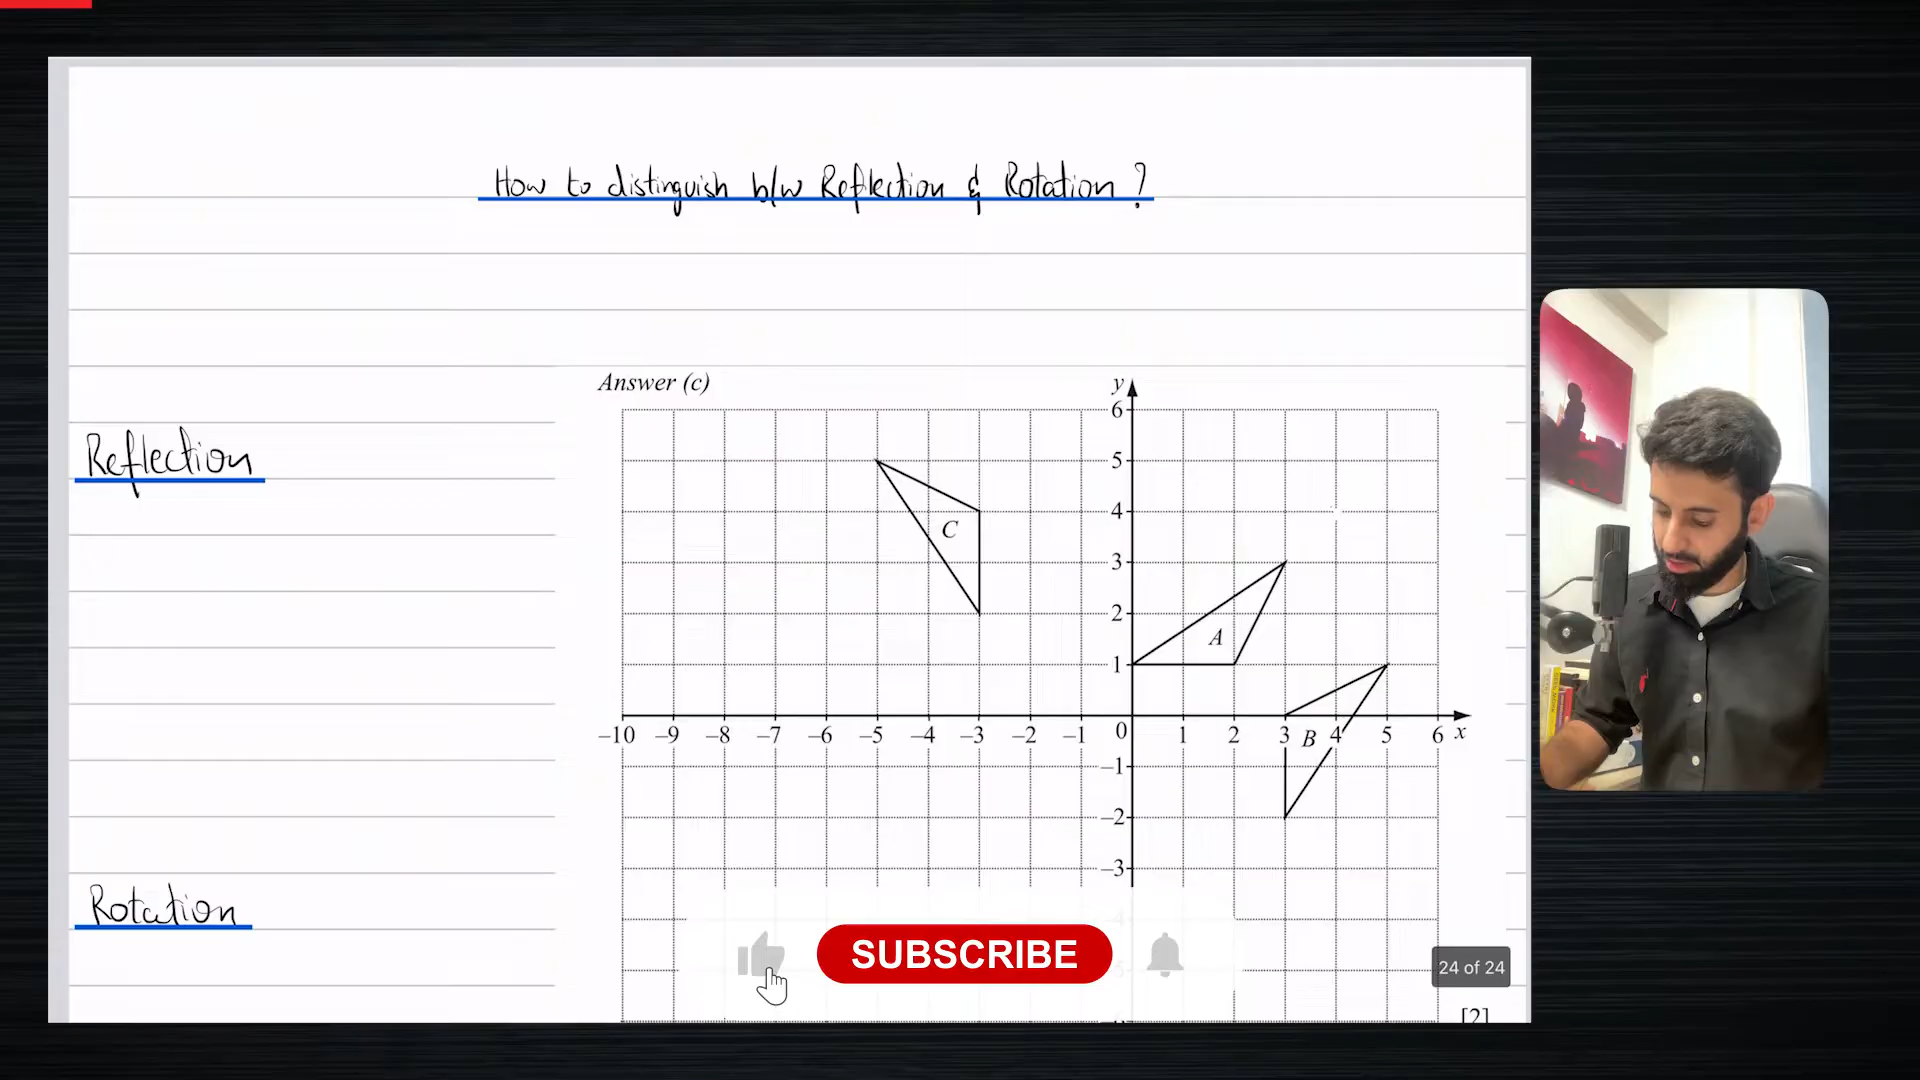 How to distinguish b/w Reflection & Rotation ?
Answer (c)
y
6
5
4
3
2
1
C
A
Reflection
–10 –9 –8 –7 –6 –5 –4 –3 –2 –1 0 1 2 3 4 5 6 x
B
–1
–2
–3
Rotation
SUBSCRIBE
24 of 24
[2]